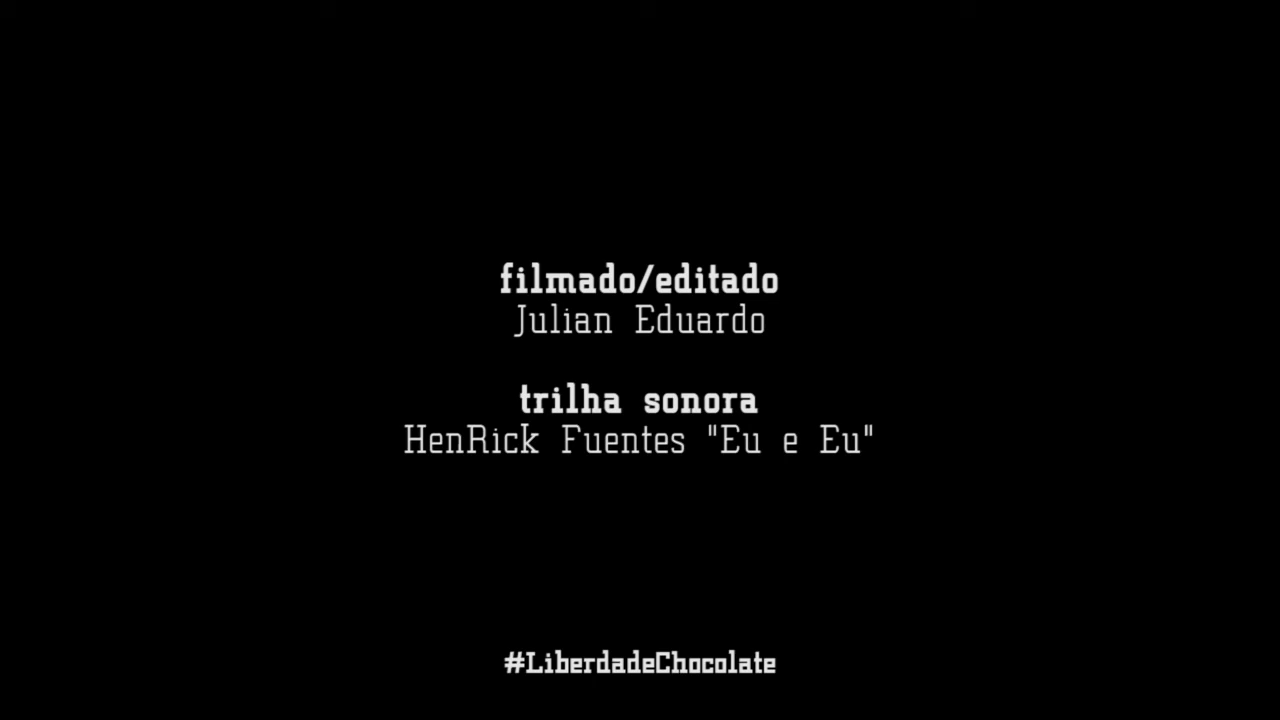 filmado/editado
Julian Eduardo
trilha sonora
HenRick Fuentes "Eu e Eu"
#LiberdadeChocolate